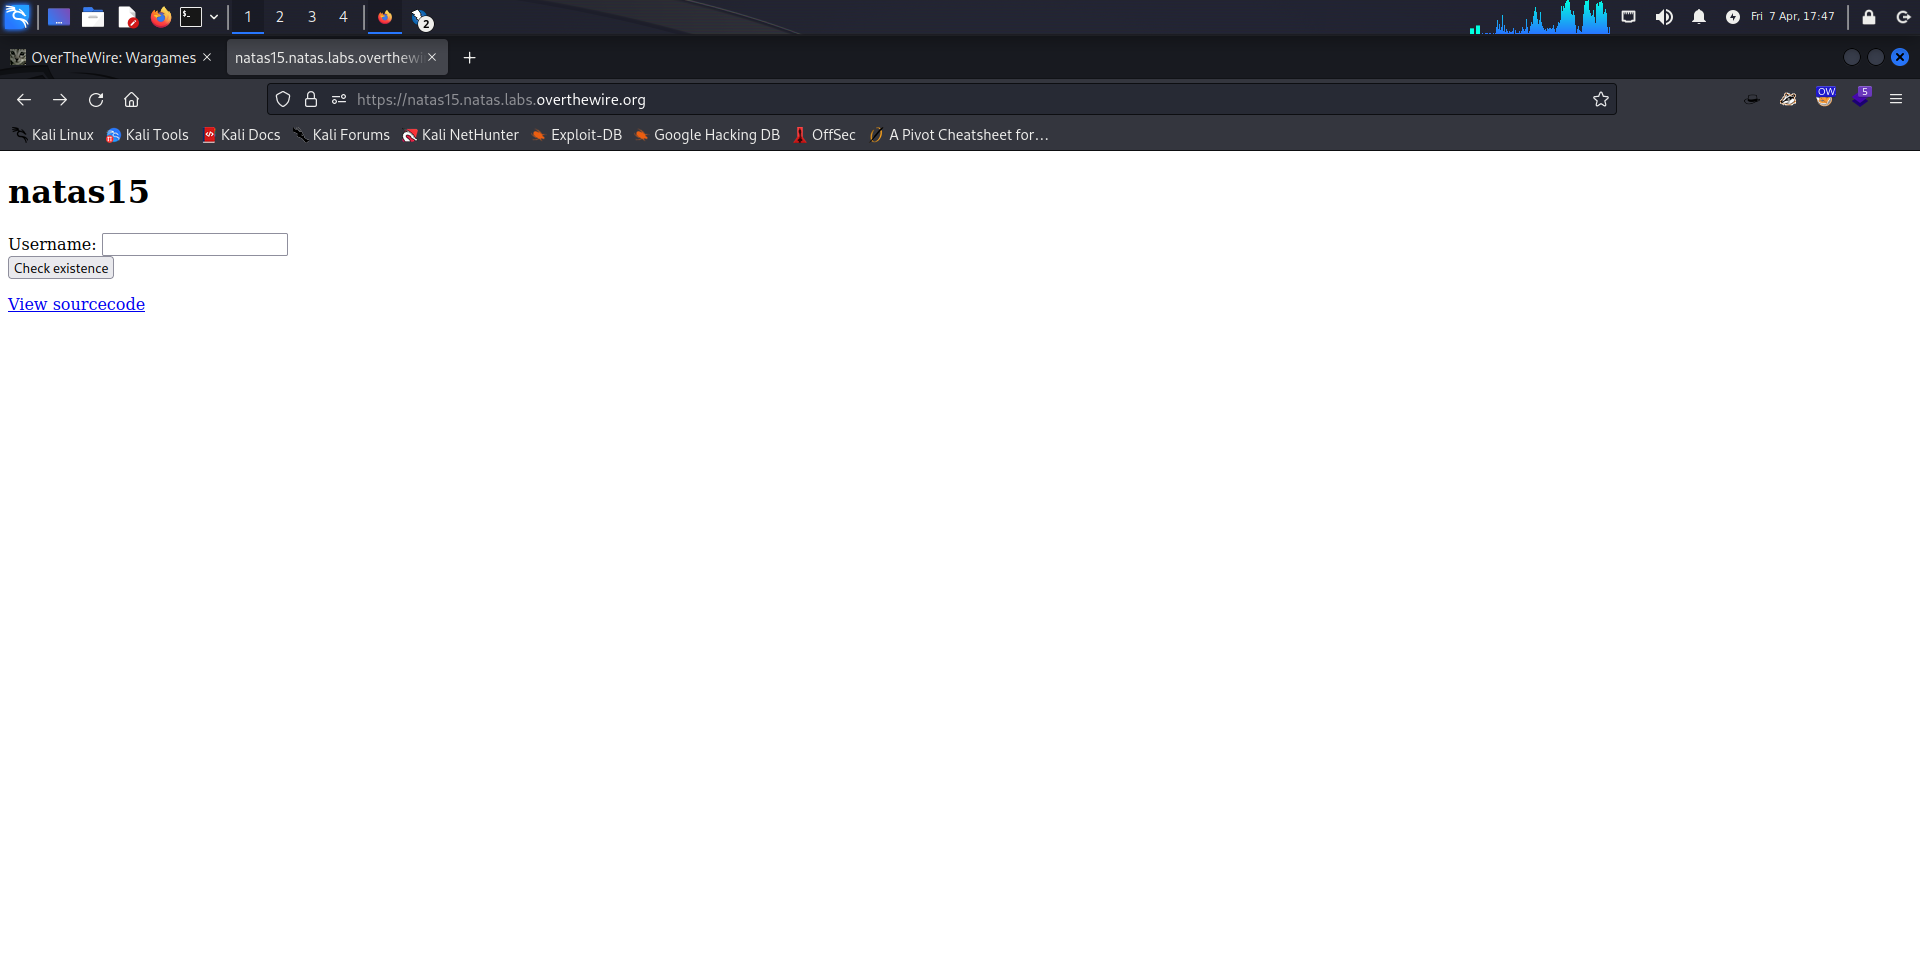 1 2 3 4 2 Fri 7 Apr, 17:47
OverTheWire: Wargames natas15.natas.labs.overthew
https://natas15.natas.labs.overthewire.org OW 5
Kali Linux Kali Tools Kali Docs Kali Forums Kali NetHunter Exploit-DB Google Hacking DB OffSec A Pivot Cheatsheet for…
natas15
Username:
Check existence
View sourcecode